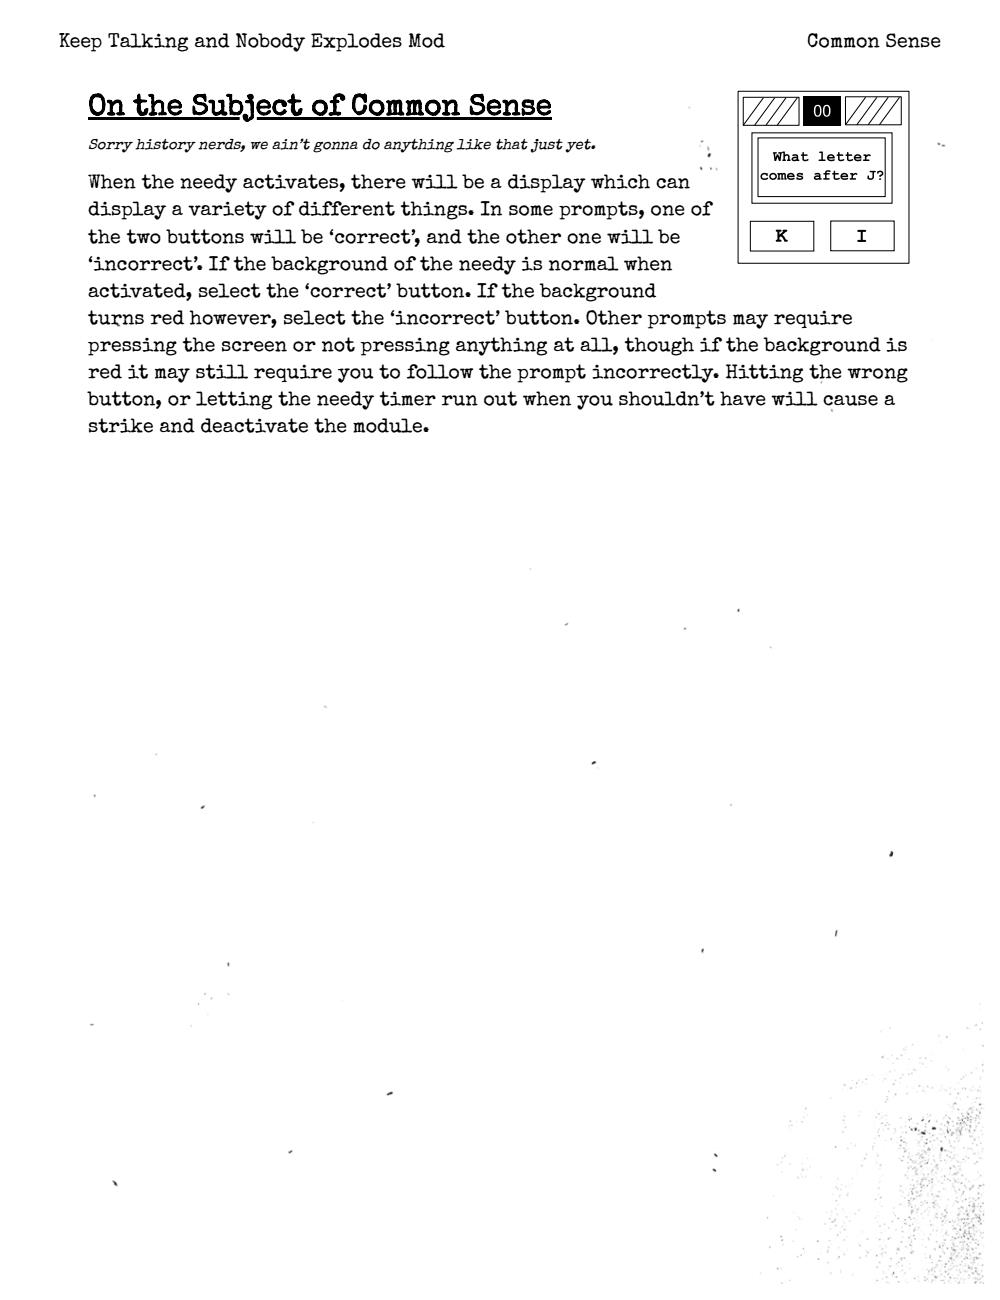 Keep Talking and Nobody Explodes Mod
Common Sense
On the Subject of Common Sense
Sorry history nerds, we ain't gonna do anything like that just yet.
When the needy activates, there will be a display which can
display a variety of different things. In some prompts, one of
the two buttons will be ‘correct’, and the other one will be
‘incorrect’. If the background of the needy is normal when
activated, select the ‘correct’ button. If the background
turns red however, select the ‘incorrect’ button. Other prompts may require
pressing the screen or not pressing anything at all, though if the background is
red it may still require you to follow the prompt incorrectly. Hitting the wrong
button, or letting the needy timer run out when you shouldn’t have will cause a
strike and deactivate the module.
00
What letter
comes after J?
K
I